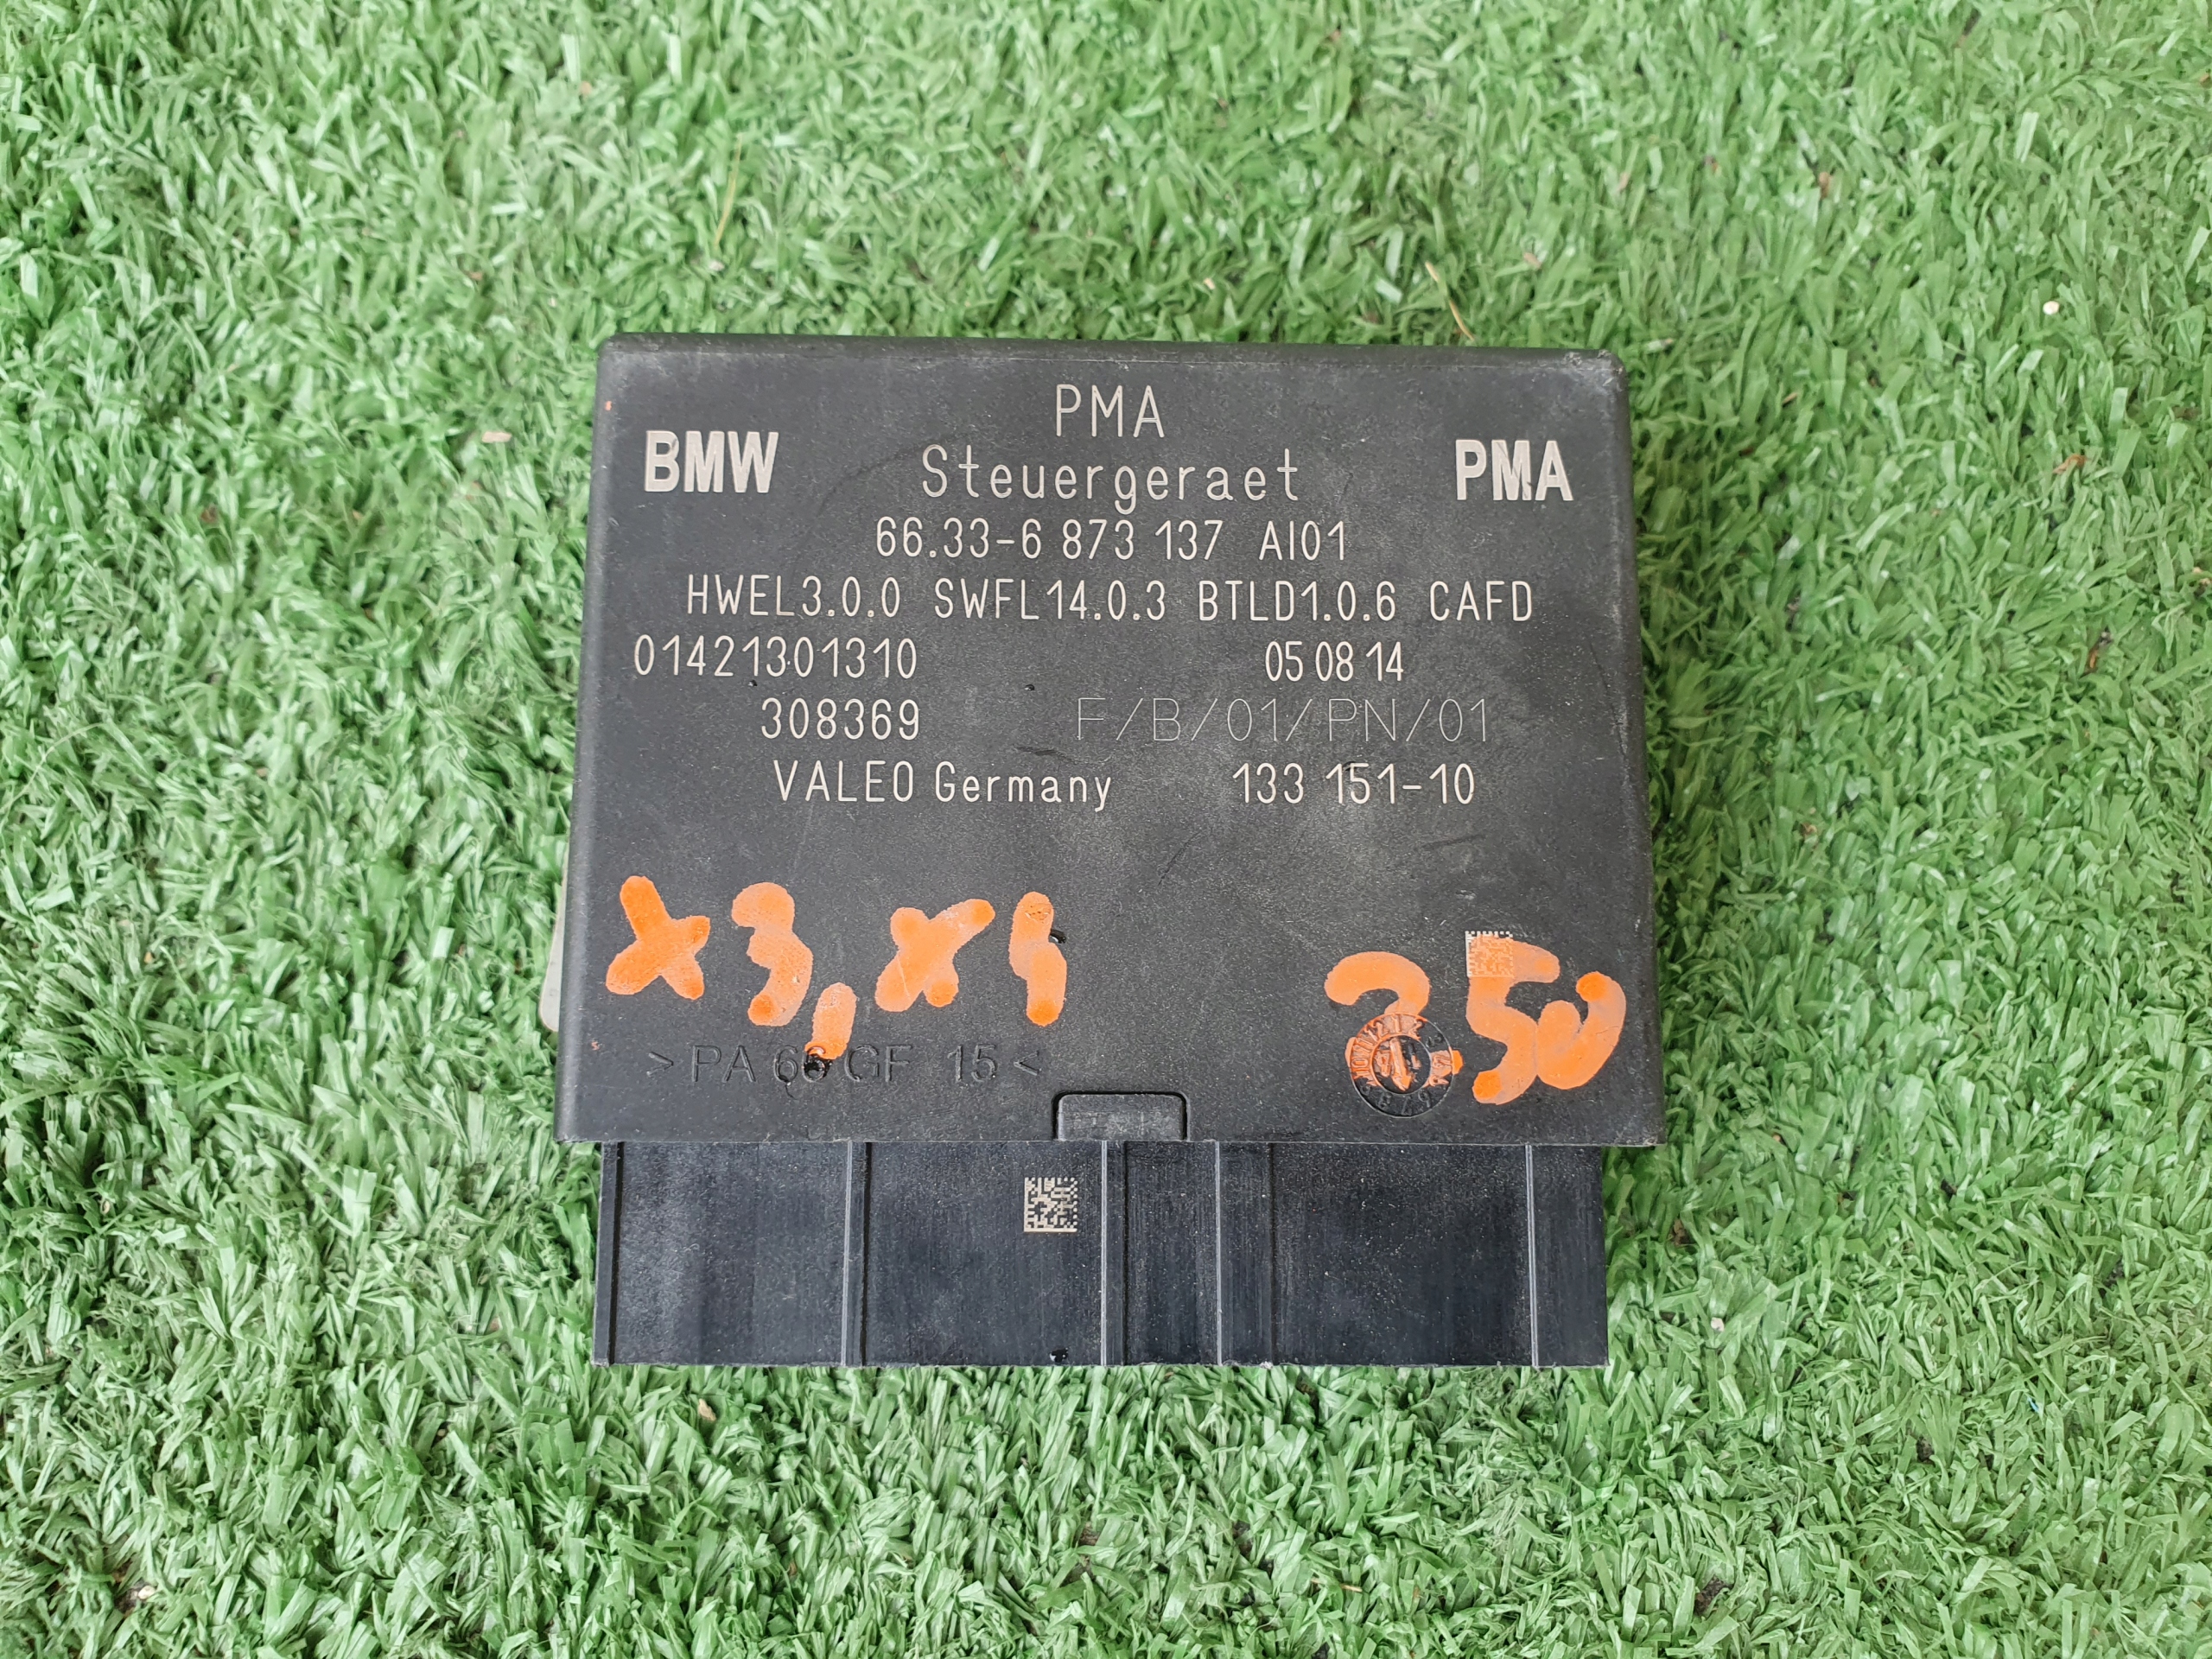 PMA
BMW Steuergeraet PMA
66.33-6 873 137 AI01
HWEL3.0.0 SWFL14.0.3 BTLD1.0.6 CAFD
01421301310 05 08 14
308369 F/B/01/PN/01
VALEO Germany 133 151-10
X3, X4 250
>PA 66 GF 15<